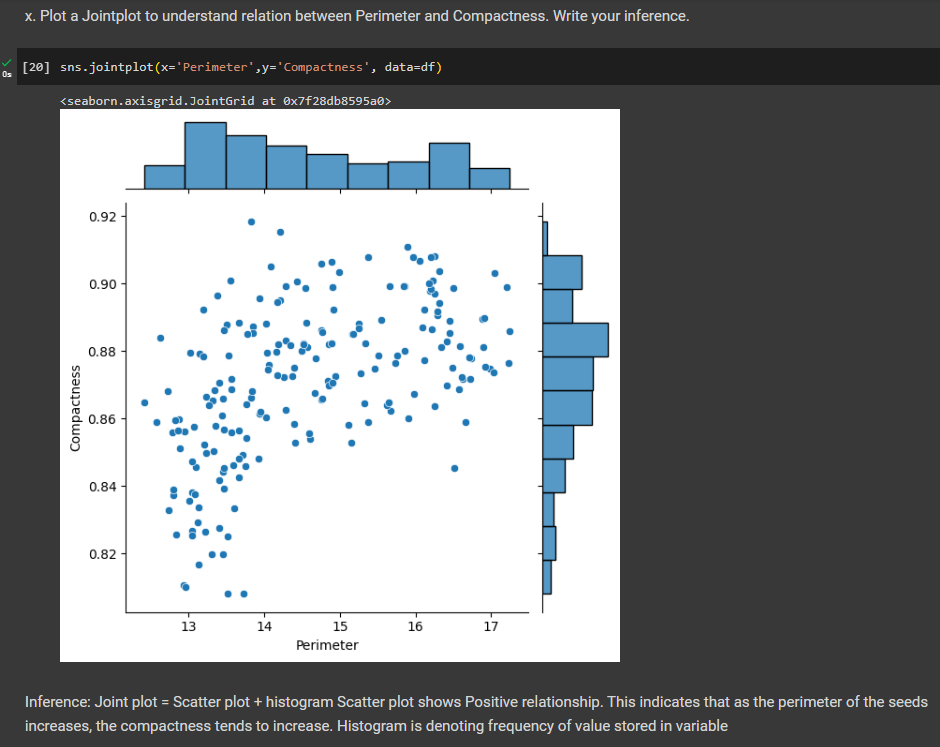 x. Plot a Jointplot to understand relation between Perimeter and Compactness. Write your inference.
0s
[20] sns.jointplot(x='Perimeter',y='Compactness', data=df)
<seaborn.axisgrid.JointGrid at 0x7f28db8595a0>
0.92
0.90
0.88
0.86
0.84
0.82
Compactness
13 14 15 16 17
Perimeter
Inference: Joint plot = Scatter plot + histogram Scatter plot shows Positive relationship. This indicates that as the perimeter of the seeds
increases, the compactness tends to increase. Histogram is denoting frequency of value stored in variable